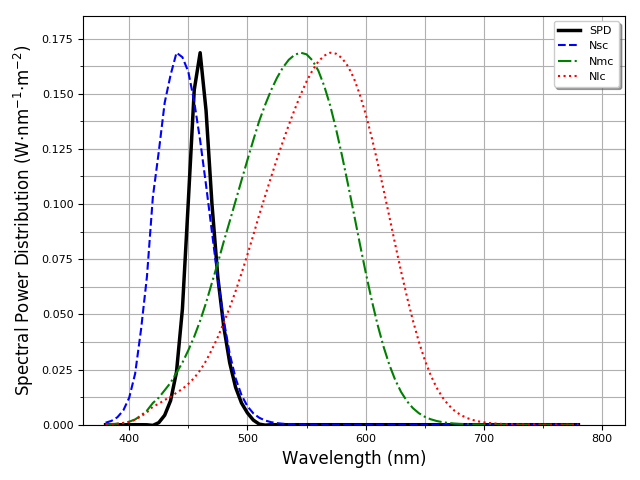 SPD
Nsc
Nmc
Nlc
Spectral Power Distribution (W·nm⁻¹·m⁻²)
0.175
0.150
0.125
0.100
0.075
0.050
0.025
0.000
400 500 600 700 800
Wavelength (nm)